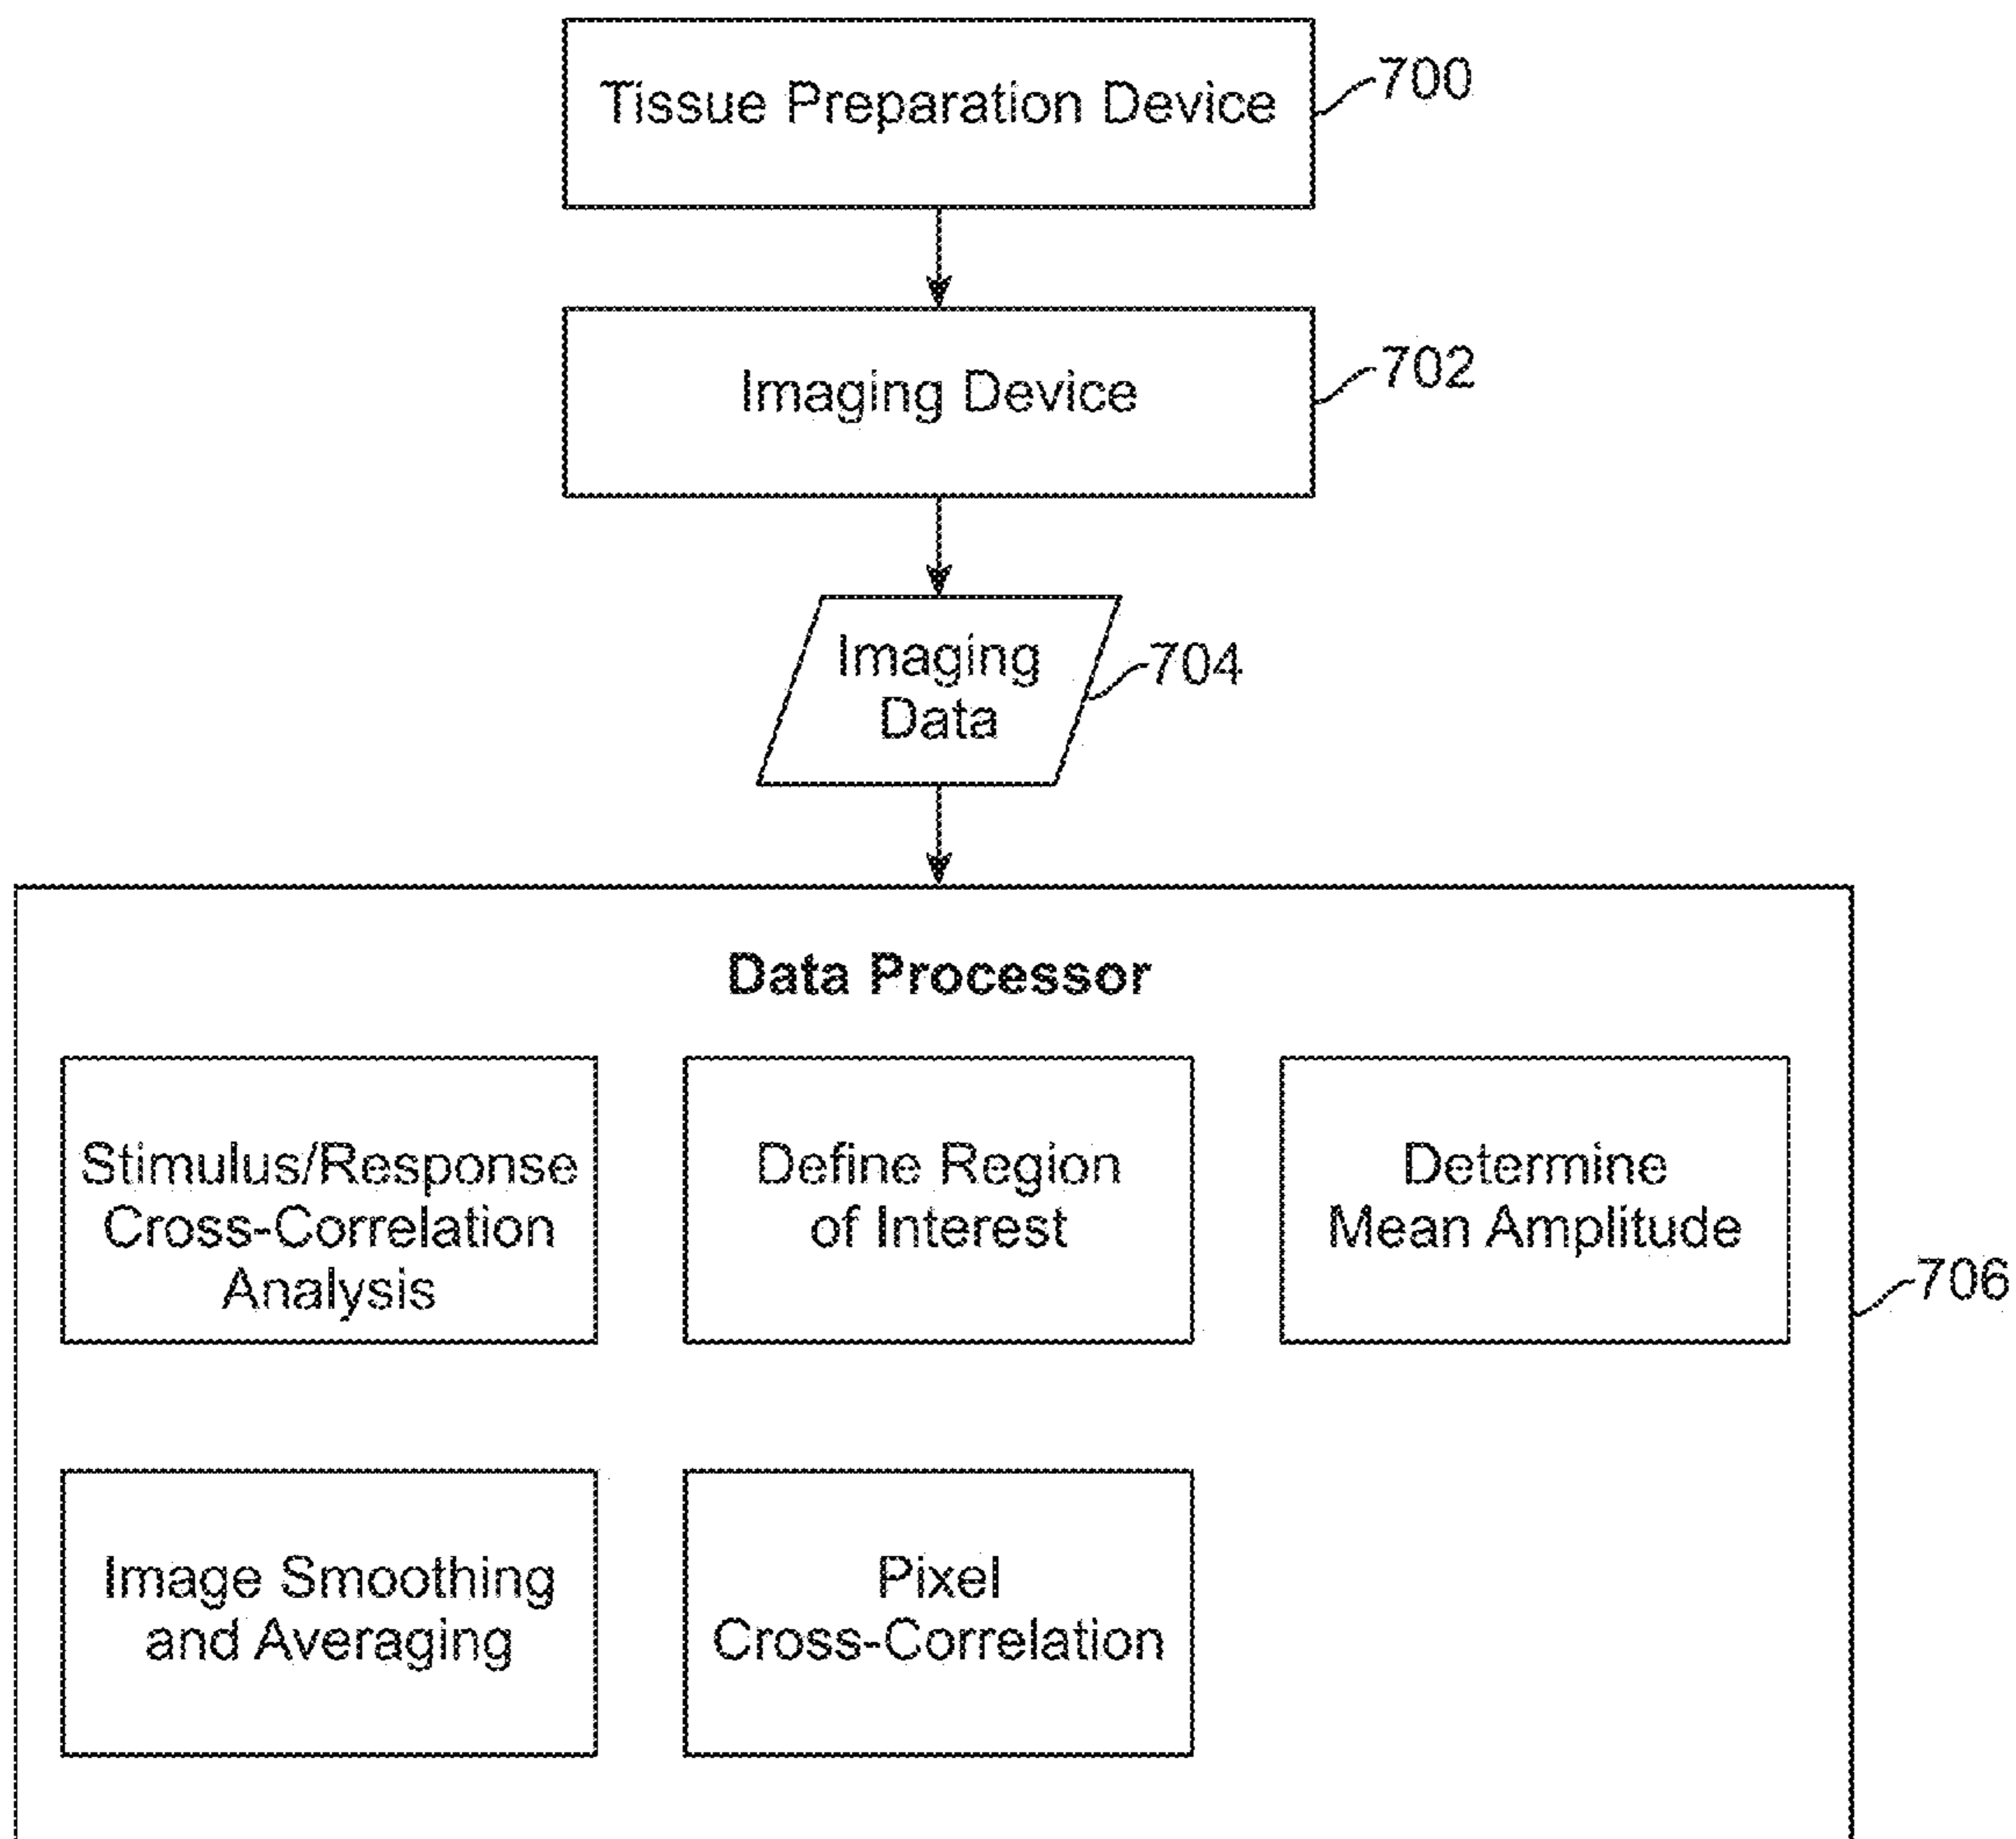 Tissue Preparation Device
700
Imaging Device
702
Imaging
Data
704
Data Processor
Stimulus/Response
Cross-Correlation
Analysis
Define Region
of Interest
Determine
Mean Amplitude
706
Image Smoothing
and Averaging
Pixel
Cross-Correlation